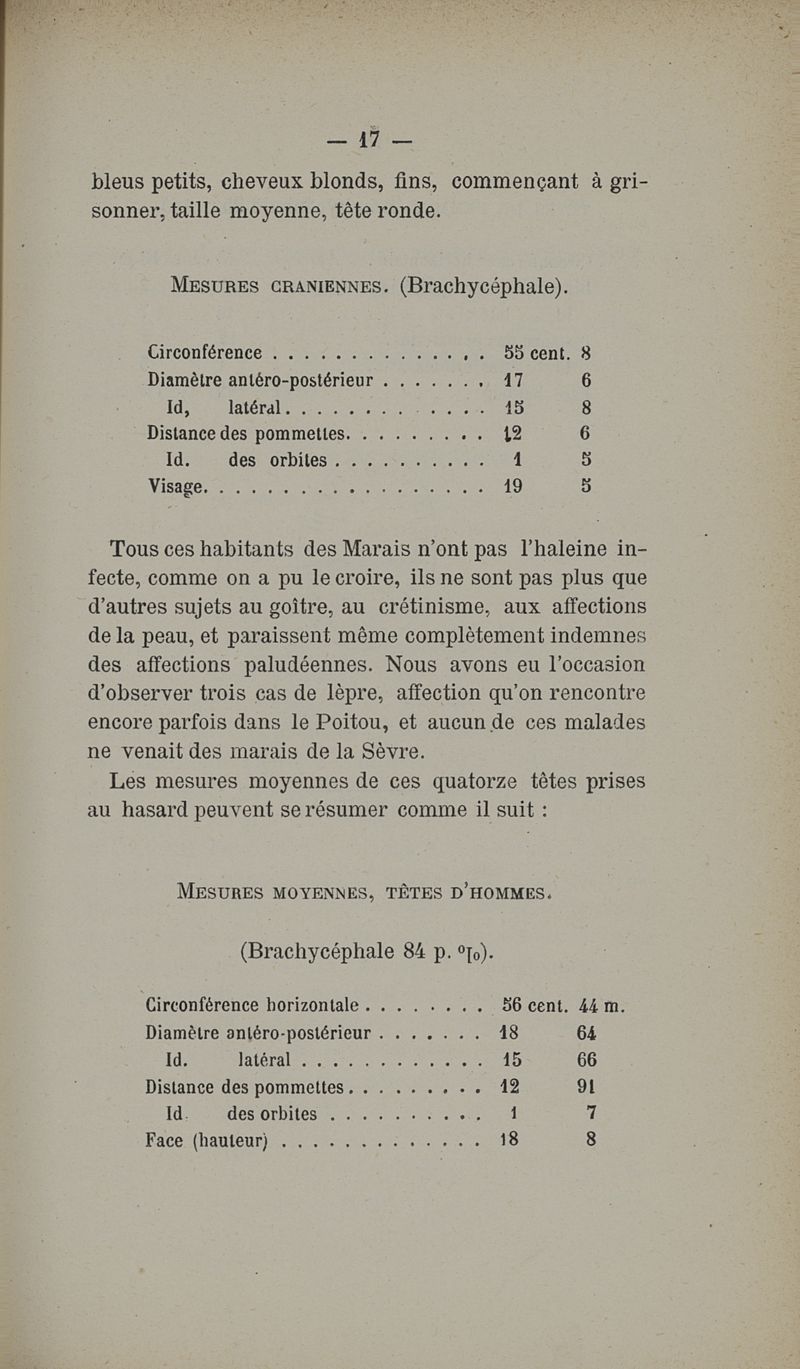 — 17 —
bleus petits, cheveux blonds, fins, commençant à gri-
sonner, taille moyenne, tête ronde.
MESURES CRANIENNES. (Brachycéphale).
Circonférence . . . . . . . . . . . . . . 55 cent. 8
Diamètre antéro-postérieur . . . . . . . 17 6
Id, latéral. . . . . . . . . . . . . . 15 8
Distance des pommettes. . . . . . . . . . 12 6
Id. des orbites . . . . . . . . . . . 1 5
Visage. . . . . . . . . . . . . . . . . . . 19 5
Tous ces habitants des Marais n'ont pas l'haleine in-
fecte, comme on a pu le croire, ils ne sont pas plus que
d'autres sujets au goître, au crétinisme, aux affections
de la peau, et paraissent même complètement indemnes
des affections paludéennes. Nous avons eu l'occasion
d'observer trois cas de lèpre, affection qu'on rencontre
encore parfois dans le Poitou, et aucun de ces malades
ne venait des marais de la Sèvre.
Les mesures moyennes de ces quatorze têtes prises
au hasard peuvent se résumer comme il suit :
MESURES MOYENNES, TÊTES D'HOMMES.
(Brachycéphale 84 p. %).
Circonférence horizontale . . . . . . . . 56 cent. 44 m.
Diamètre antéro-postérieur . . . . . . . 18 64
Id. latéral . . . . . . . . . . . . . 15 66
Distance des pommettes. . . . . . . . . . 12 91
Id. des orbites . . . . . . . . . . . 1 7
Face (hauteur) . . . . . . . . . . . . . . 18 8